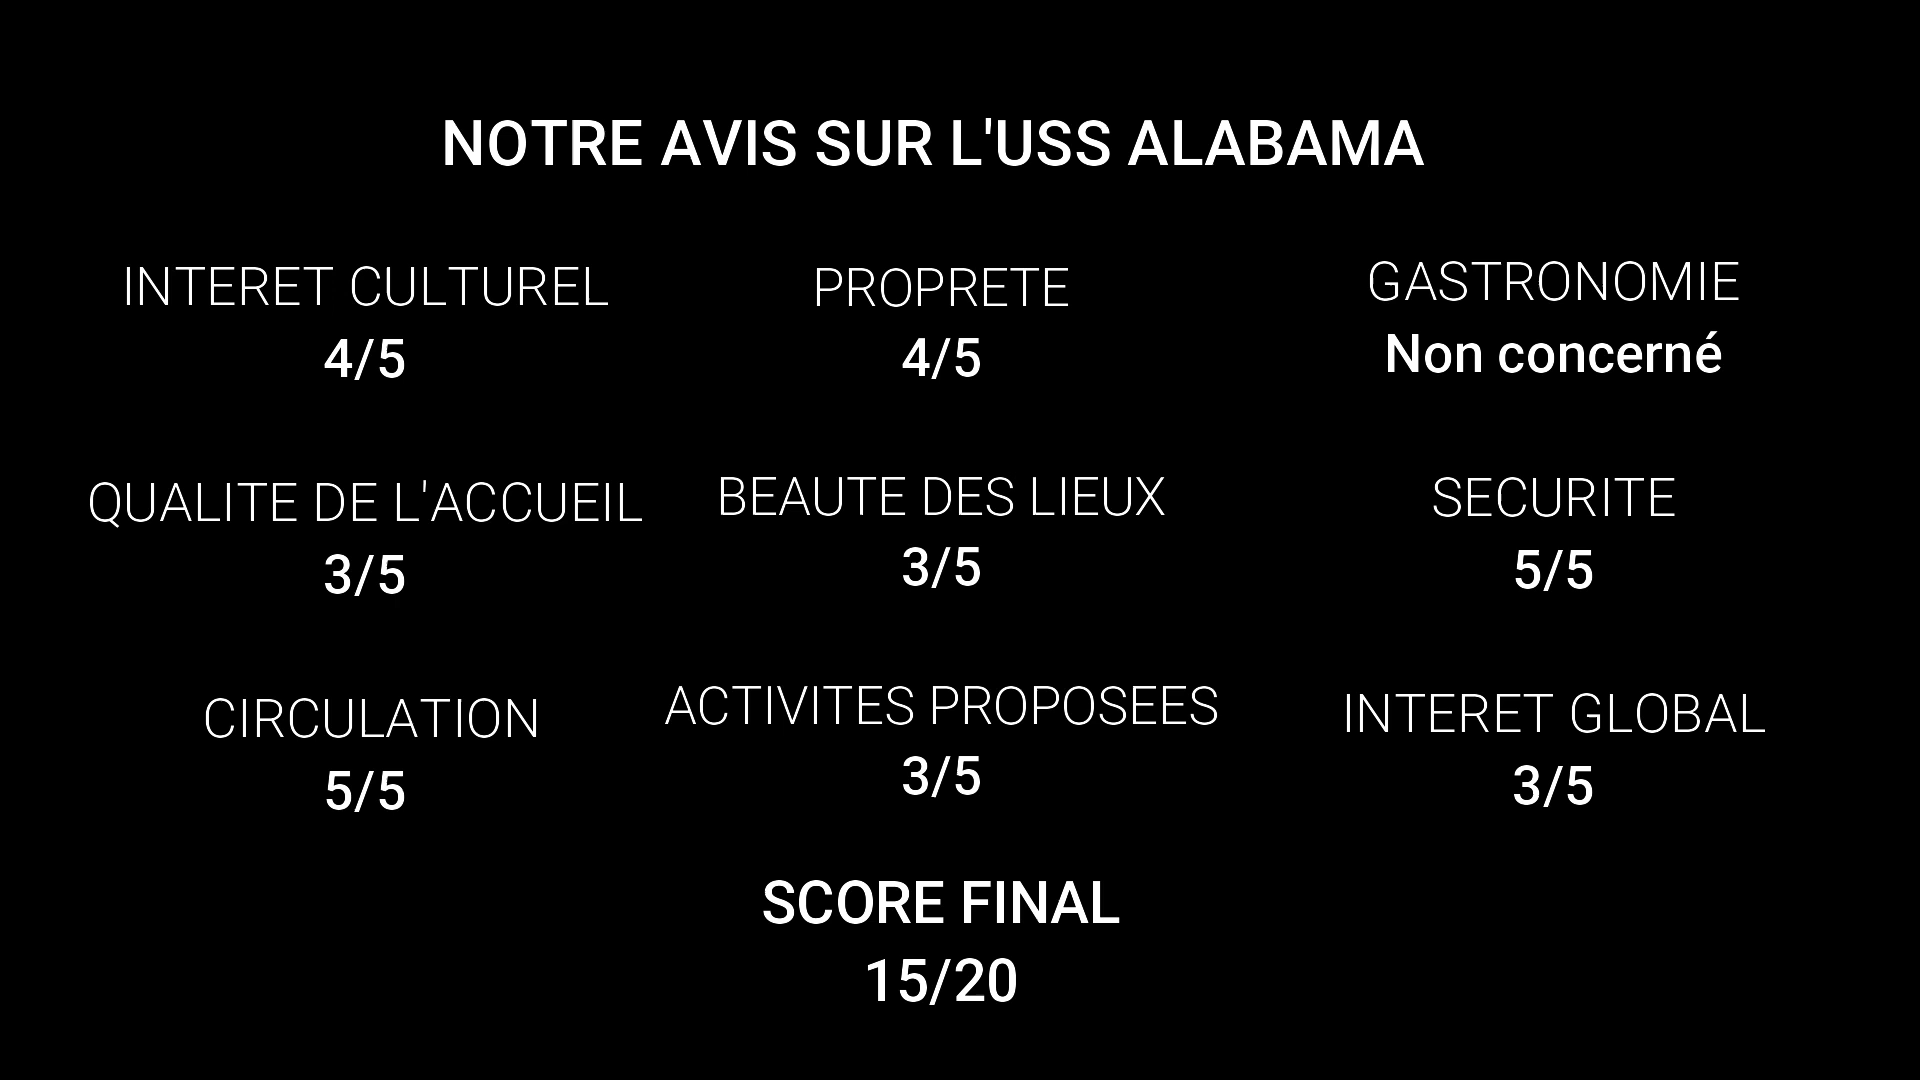 NOTRE AVIS SUR L'USS ALABAMA
INTERET CULTUREL
4/5
PROPRETE
4/5
GASTRONOMIE
Non concerné
QUALITE DE L'ACCUEIL
3/5
BEAUTE DES LIEUX
3/5
SECURITE
5/5
CIRCULATION
5/5
ACTIVITES PROPOSEES
3/5
INTERET GLOBAL
3/5
SCORE FINAL
15/20